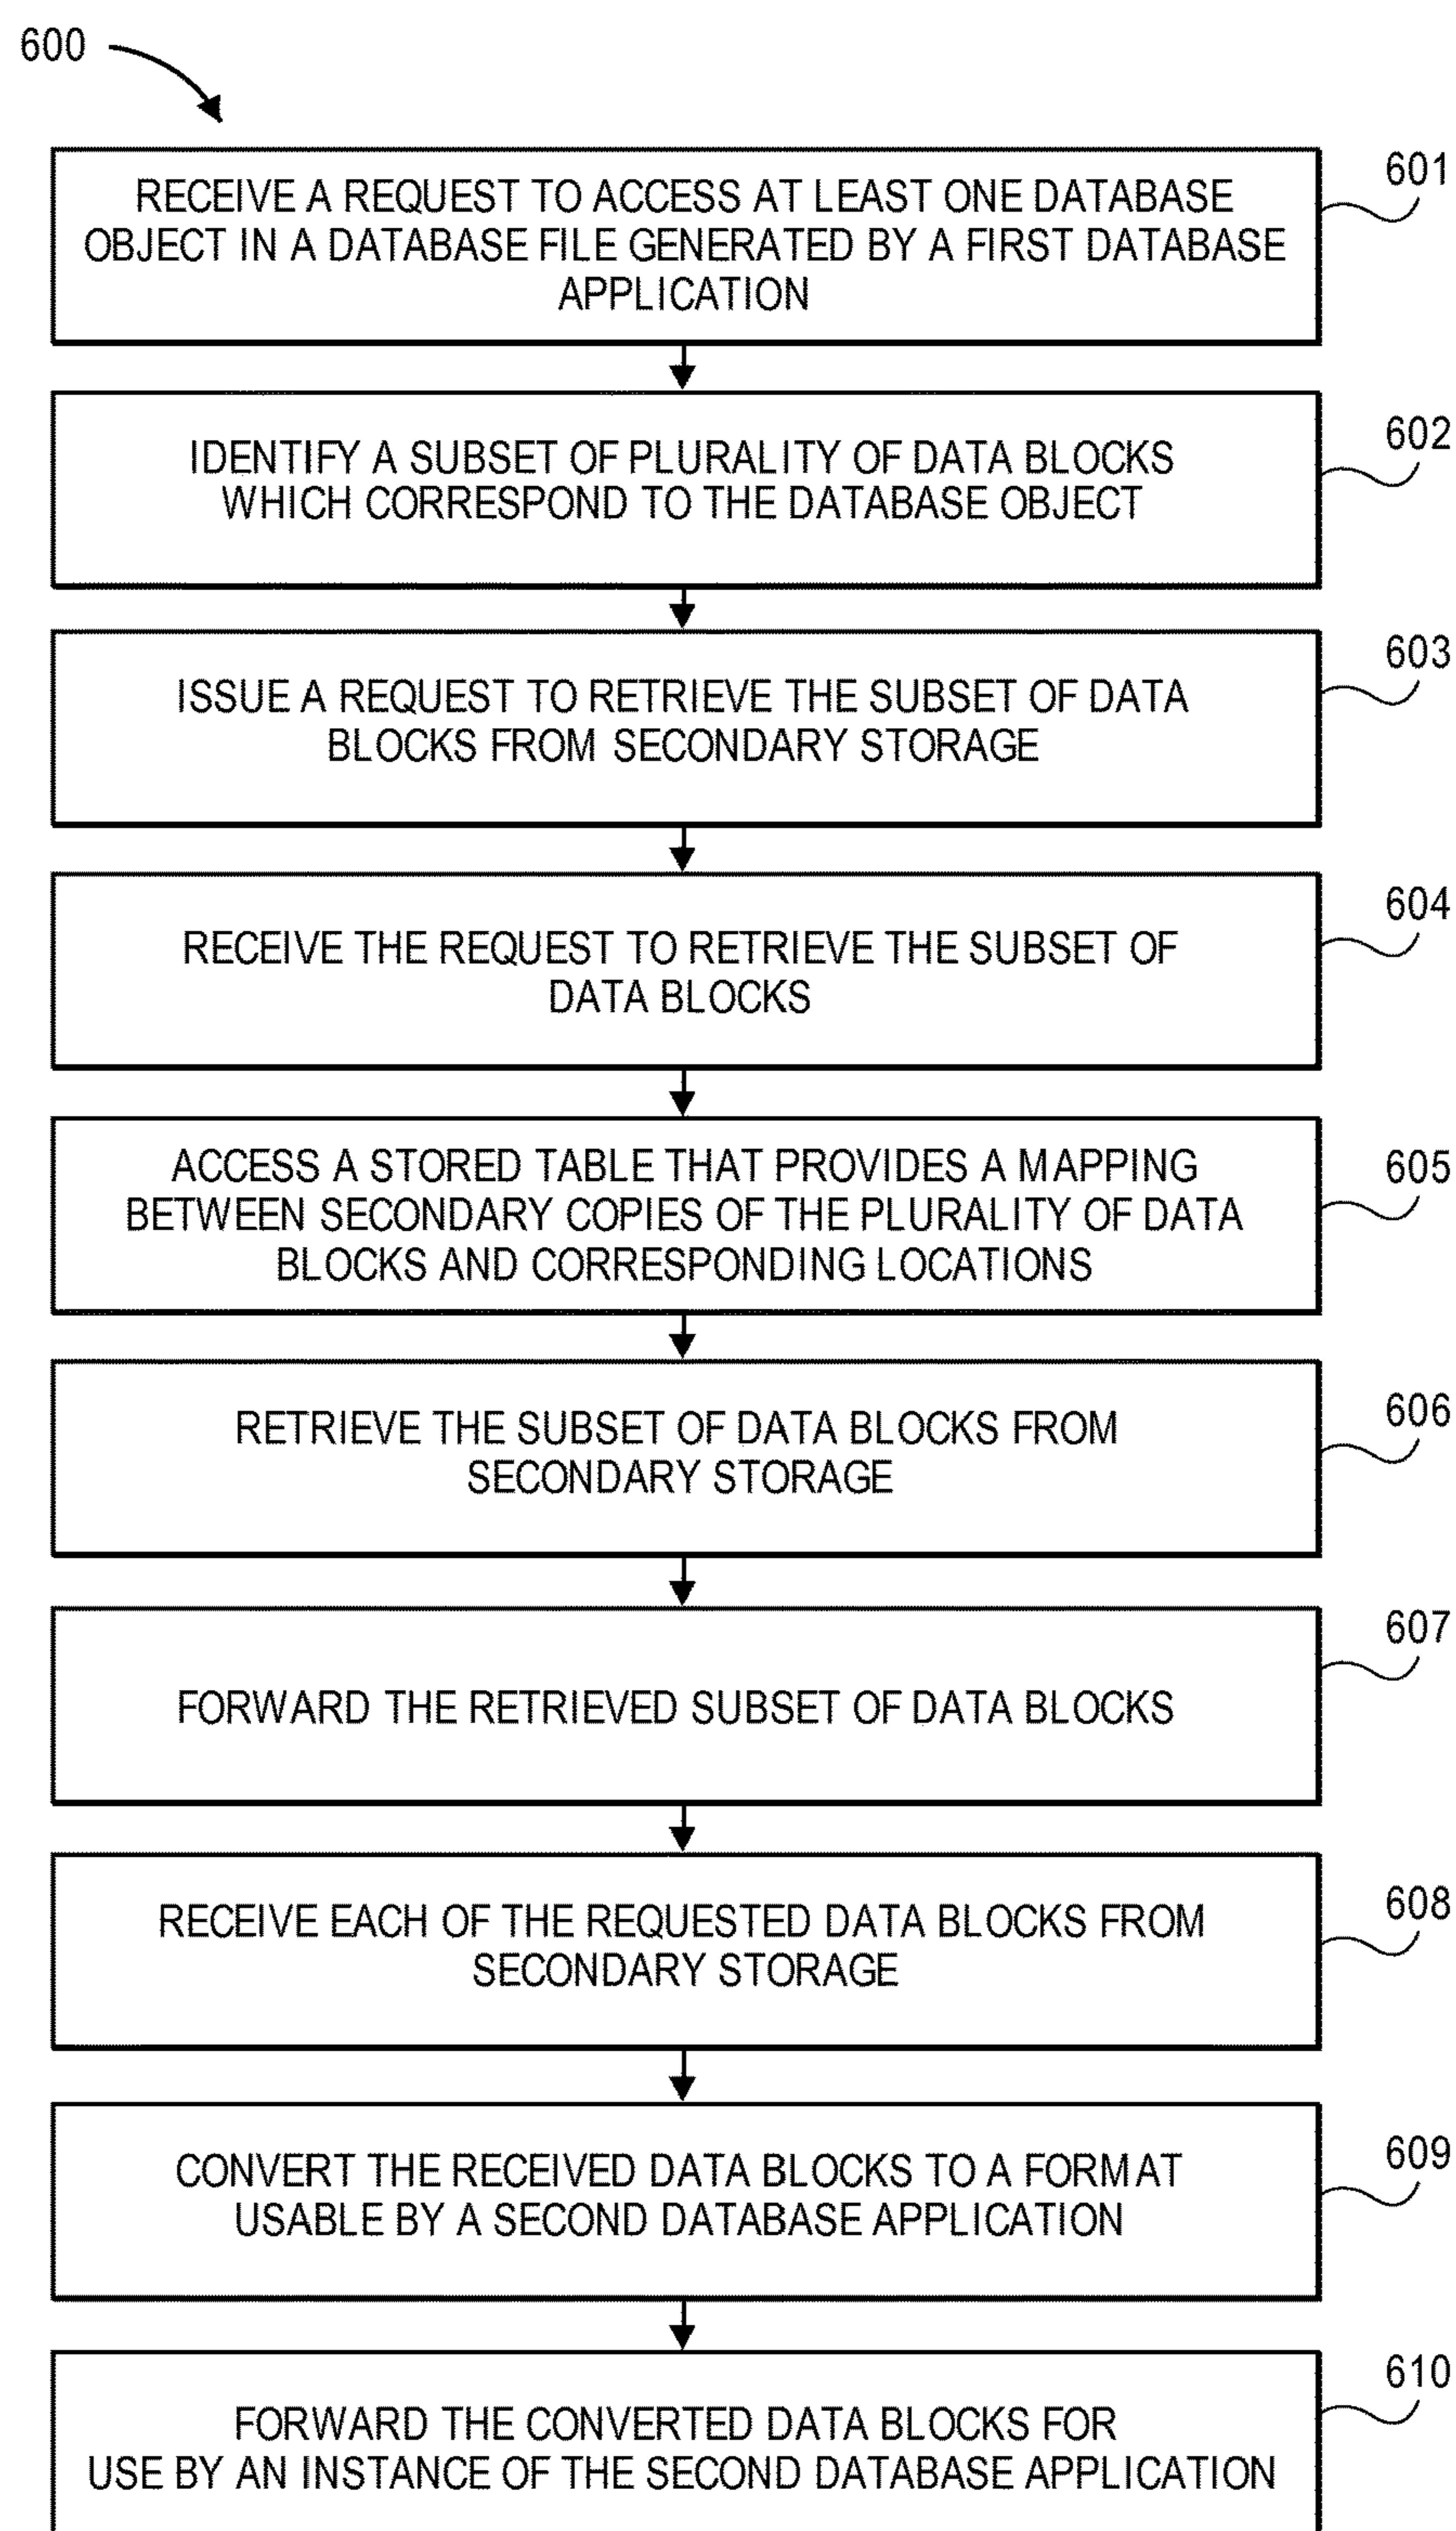 600
RECEIVE A REQUEST TO ACCESS AT LEAST ONE DATABASE
OBJECT IN A DATABASE FILE GENERATED BY A FIRST DATABASE
APPLICATION
601
IDENTIFY A SUBSET OF PLURALITY OF DATA BLOCKS
WHICH CORRESPOND TO THE DATABASE OBJECT
602
ISSUE A REQUEST TO RETRIEVE THE SUBSET OF DATA
BLOCKS FROM SECONDARY STORAGE
603
RECEIVE THE REQUEST TO RETRIEVE THE SUBSET OF
DATA BLOCKS
604
ACCESS A STORED TABLE THAT PROVIDES A MAPPING
BETWEEN SECONDARY COPIES OF THE PLURALITY OF DATA
BLOCKS AND CORRESPONDING LOCATIONS
605
RETRIEVE THE SUBSET OF DATA BLOCKS FROM
SECONDARY STORAGE
606
FORWARD THE RETRIEVED SUBSET OF DATA BLOCKS
607
RECEIVE EACH OF THE REQUESTED DATA BLOCKS FROM
SECONDARY STORAGE
608
CONVERT THE RECEIVED DATA BLOCKS TO A FORMAT
USABLE BY A SECOND DATABASE APPLICATION
609
FORWARD THE CONVERTED DATA BLOCKS FOR
USE BY AN INSTANCE OF THE SECOND DATABASE APPLICATION
610